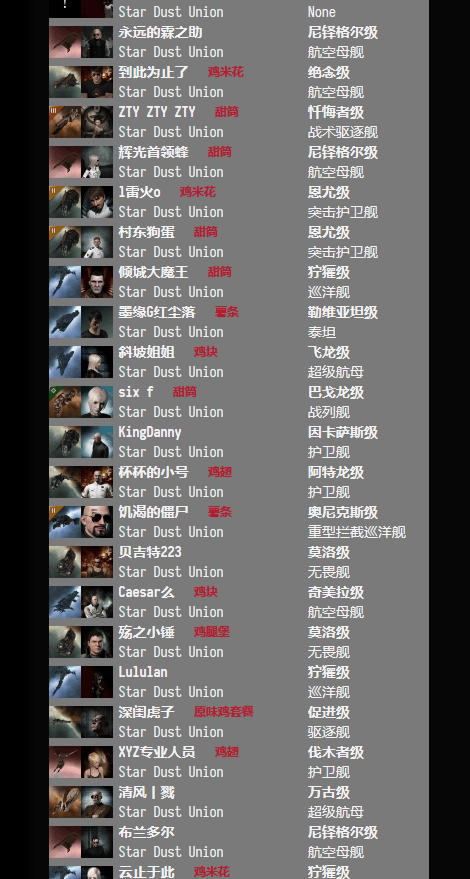 Star Dust Union None
永远的霖之助 尼铎格尔级
Star Dust Union 航空母舰
到此为止了 鸡米花 绝念级
Star Dust Union 航空母舰
ZTY ZTY ZTY 甜筒 忏悔者级
Star Dust Union 战术驱逐舰
辉光首领蜂 甜筒 尼铎格尔级
Star Dust Union 航空母舰
l雷火o 鸡米花 恩尤级
Star Dust Union 突击护卫舰
村东狗蛋 甜筒 恩尤级
Star Dust Union 突击护卫舰
倾城大魔王 甜筒 狞獾级
Star Dust Union 巡洋舰
墨缘G红尘落 薯条 勒维亚坦级
Star Dust Union 泰坦
斜坡姐姐 鸡块 飞龙级
Star Dust Union 超级航母
six f 甜筒 巴戈龙级
Star Dust Union 战列舰
KingDanny 因卡萨斯级
Star Dust Union 护卫舰
杯杯的小号 鸡翅 阿特龙级
Star Dust Union 护卫舰
饥渴的僵尸 薯条 奥尼克斯级
Star Dust Union 重型拦截巡洋舰
贝吉特223 莫洛级
Star Dust Union 无畏舰
Caesar么 鸡块 奇美拉级
Star Dust Union 航空母舰
殇之小锤 鸡腿堡 莫洛级
Star Dust Union 无畏舰
Lululan 狞獾级
Star Dust Union 巡洋舰
深闺虎子 原味鸡套餐 促进级
Star Dust Union 驱逐舰
XYZ专业人员 鸡翅 伐木者级
Star Dust Union 护卫舰
清风丨戮 万古级
Star Dust Union 超级航母
布兰多尔 尼铎格尔级
Star Dust Union 航空母舰
云止于此 鸡米花 狞獾级